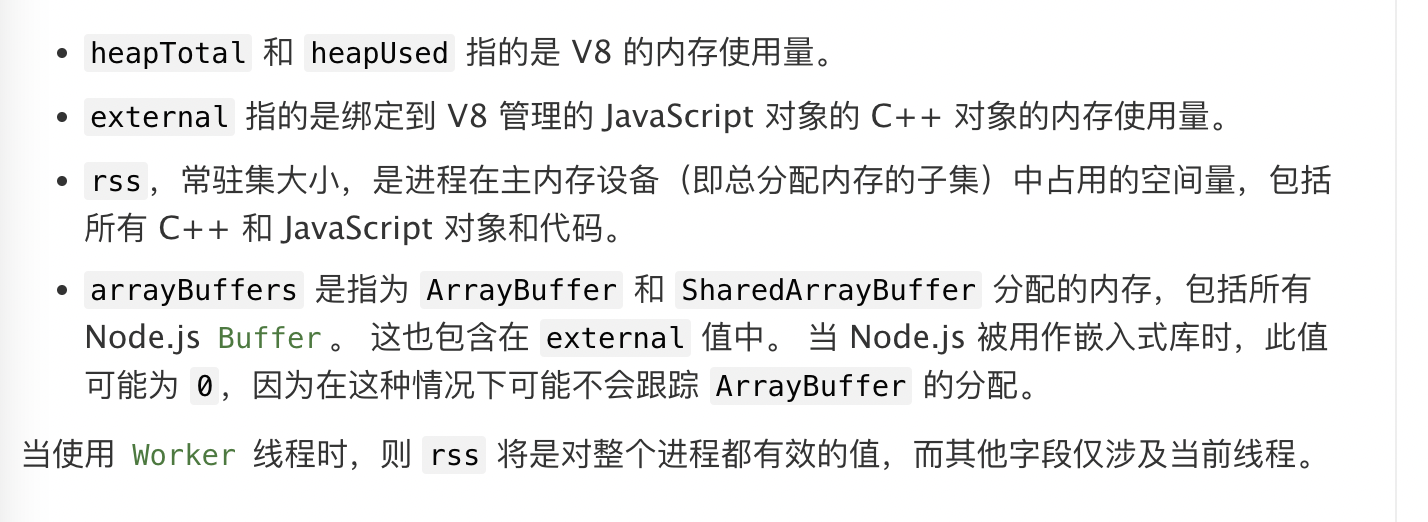 heapTotal 和 heapUsed 指的是 V8 的内存使用量。
external 指的是绑定到 V8 管理的 JavaScript 对象的 C++ 对象的内存使用量。
rss，常驻集大小，是进程在主内存设备（即总分配内存的子集）中占用的空间量，包括
所有 C++ 和 JavaScript 对象和代码。
arrayBuffers 是指为 ArrayBuffer 和 SharedArrayBuffer 分配的内存，包括所有
Node.js Buffer。 这也包含在 external 值中。 当 Node.js 被用作嵌入式库时，此值
可能为 0，因为在这种情况下可能不会跟踪 ArrayBuffer 的分配。
当使用 Worker 线程时，则 rss 将是对整个进程都有效的值，而其他字段仅涉及当前线程。